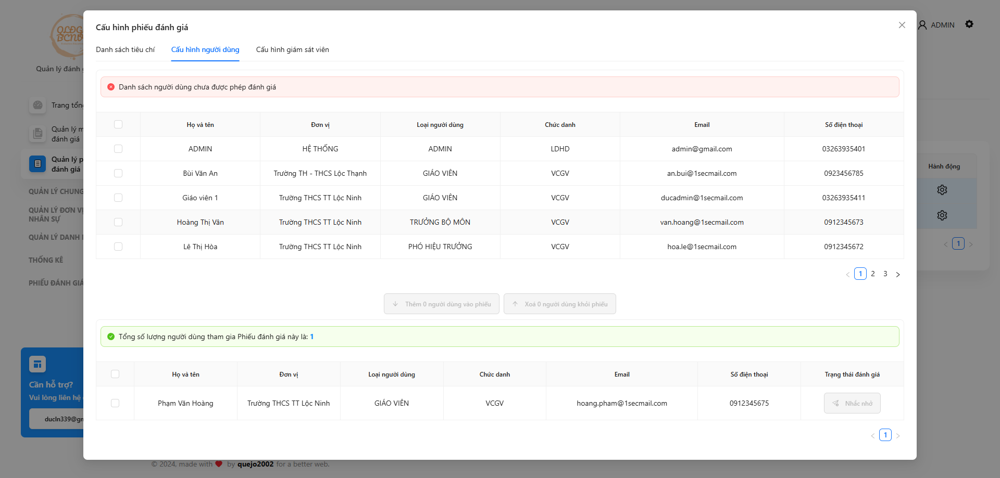 Cấu hình phiếu đánh giá
ADMIN
Danh sách tiêu chí
Cấu hình người dùng
Cấu hình giám sát viên
Quản lý đánh
Danh sách người dùng chưa được phép đánh giá
Trang tổng
Quản lý
đánh giá
Quản lý
đánh giá
QUẢN LÝ CHUNG
QUẢN LÝ ĐƠN VỊ
NHÂN SỰ
QUẢN LÝ DANH
THỐNG KÊ
PHIẾU ĐÁNH GIÁ
Họ và tên Đơn vị Loại người dùng Chức danh Email Số điện thoại
ADMIN HỆ THỐNG ADMIN LDHD admin@gmail.com 03263935401
Bùi Văn An Trường TH - THCS Lộc Thạnh GIÁO VIÊN VCGV an.bui@1secmail.com 0923456785
Giáo viên 1 Trường THCS TT Lộc Ninh GIÁO VIÊN VCGV ducadmin@1secmail.com 03263935411
Hoàng Thị Vân Trường THCS TT Lộc Ninh TRƯỞNG BỘ MÔN VCGV van.hoang@1secmail.com 0912345673
Lê Thị Hòa Trường THCS TT Lộc Ninh PHÓ HIỆU TRƯỞNG VCGV hoa.le@1secmail.com 0912345672
Hành động
1
1 2 3
Thêm 0 người dùng vào phiếu
Xoá 0 người dùng khỏi phiếu
Tổng số lượng người dùng tham gia Phiếu đánh giá này là: 1
Họ và tên Đơn vị Loại người dùng Chức danh Email Số điện thoại Trạng thái đánh giá
Phạm Văn Hoàng Trường THCS TT Lộc Ninh GIÁO VIÊN VCGV hoang.pham@1secmail.com 0912345675 Nhắc nhở
1
Cần hỗ trợ?
Vui lòng liên hệ
ducln339@gm
© 2024, made with by quejo2002 for a better web.